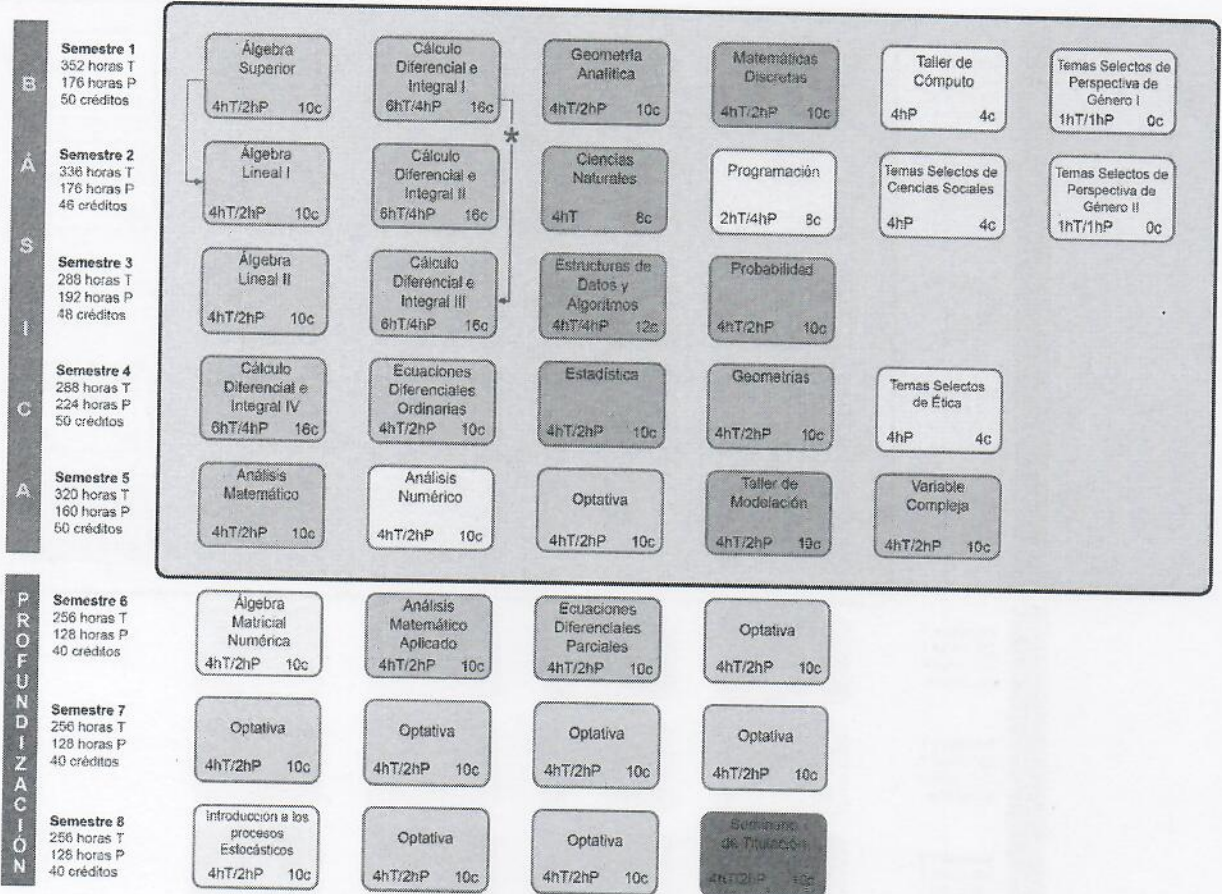 BÁSICA
Semestre 1
352 horas T
176 horas P
50 créditos
Álgebra
Superior
4hT/2hP 10c
Cálculo
Diferencial e
Integral I
6hT/4hP 16c
Geometría
Analítica
4hT/2hP 10c
Matemáticas
Discretas
4hT/2hP 10c
Taller de
Cómputo
4hP 4c
Temas Selectos de
Perspectiva de
Género I
1hT/1hP 0c
*
Semestre 2
336 horas T
176 horas P
46 créditos
Álgebra
Lineal I
4hT/2hP 10c
Cálculo
Diferencial e
Integral II
6hT/4hP 16c
Ciencias
Naturales
4hT 8c
Programación
2hT/4hP 8c
Temas Selectos de
Ciencias Sociales
4hP 4c
Temas Selectos de
Perspectiva de
Género II
1hT/1hP 0c
Semestre 3
288 horas T
192 horas P
48 créditos
Álgebra
Lineal II
4hT/2hP 10c
Cálculo
Diferencial e
Integral III
6hT/4hP 16c
Estructuras de
Datos y
Algoritmos
4hT/4hP 12c
Probabilidad
4hT/2hP 10c
Semestre 4
288 horas T
224 horas P
50 créditos
Cálculo
Diferencial e
Integral IV
6hT/4hP 16c
Ecuaciones
Diferenciales
Ordinarias
4hT/2hP 10c
Estadística
4hT/2hP 10c
Geometrías
4hT/2hP 10c
Temas Selectos
de Ética
4hP 4c
Semestre 5
320 horas T
160 horas P
50 créditos
Análisis
Matemático
4hT/2hP 10c
Análisis
Numérico
4hT/2hP 10c
Optativa
4hT/2hP 10c
Taller de
Modelación
4hT/2hP 10c
Variable
Compleja
4hT/2hP 10c
PROFUNDIZACIÓN
Semestre 6
256 horas T
128 horas P
40 créditos
Álgebra
Matricial
Numérica
4hT/2hP 10c
Análisis
Matemático
Aplicado
4hT/2hP 10c
Ecuaciones
Diferenciales
Parciales
4hT/2hP 10c
Optativa
4hT/2hP 10c
Semestre 7
256 horas T
128 horas P
40 créditos
Optativa
4hT/2hP 10c
Optativa
4hT/2hP 10c
Optativa
4hT/2hP 10c
Optativa
4hT/2hP 10c
Semestre 8
256 horas T
128 horas P
40 créditos
Introducción a los
procesos
Estocásticos
4hT/2hP 10c
Optativa
4hT/2hP 10c
Optativa
4hT/2hP 10c
Seminario
de Titulación
4hT/2hP 10c